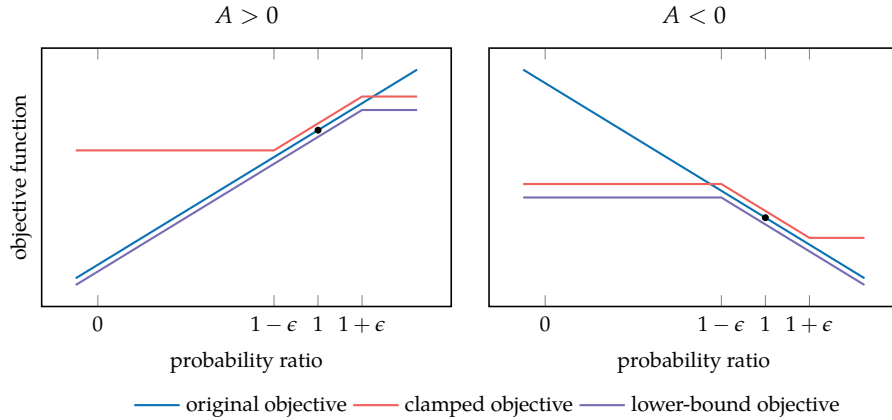 A > 0
A < 0
objective function
0 1 − ϵ 1 1 + ϵ
0 1 − ϵ 1 1 + ϵ
probability ratio
probability ratio
original objective clamped objective lower-bound objective